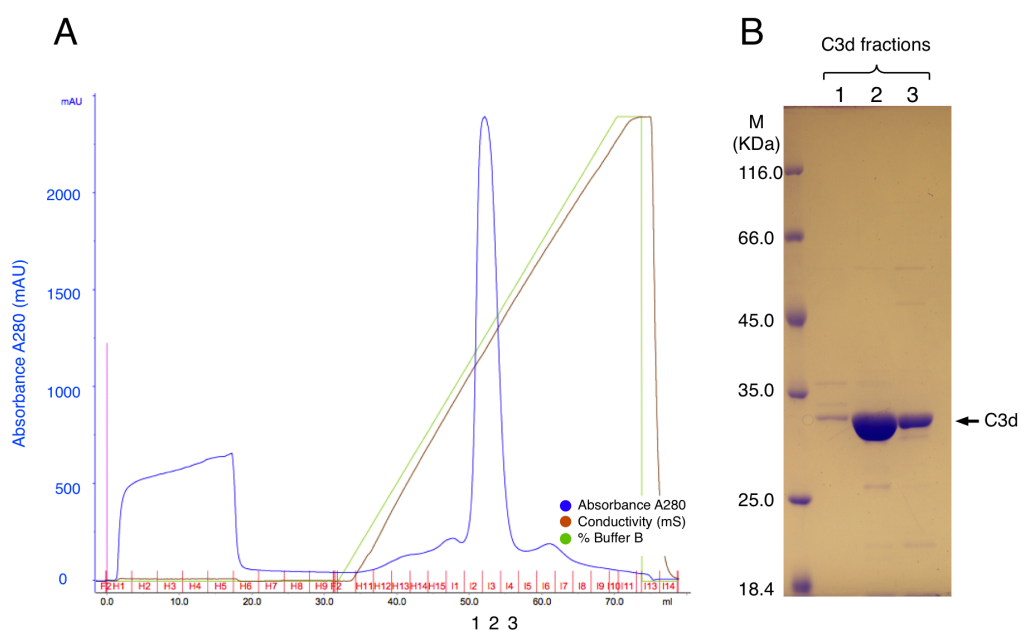 A
mAU
2000
1500
1000
500
0
Absorbance A280 (mAU)
Absorbance A280
Conductivity (mS)
% Buffer B
F2 H1 H2 H3 H4 H5 H6 H7 H8 H9 F2 H11 H12 H13 H14 H15 I1 I2 I3 I4 I5 I6 I7 I8 I9 I10 I11 I13 I14
0.0 10.0 20.0 30.0 40.0 50.0 60.0 70.0 ml
1 2 3
B
C3d fractions
1 2 3
M
(KDa)
116.0
66.0
45.0
35.0
C3d
25.0
18.4